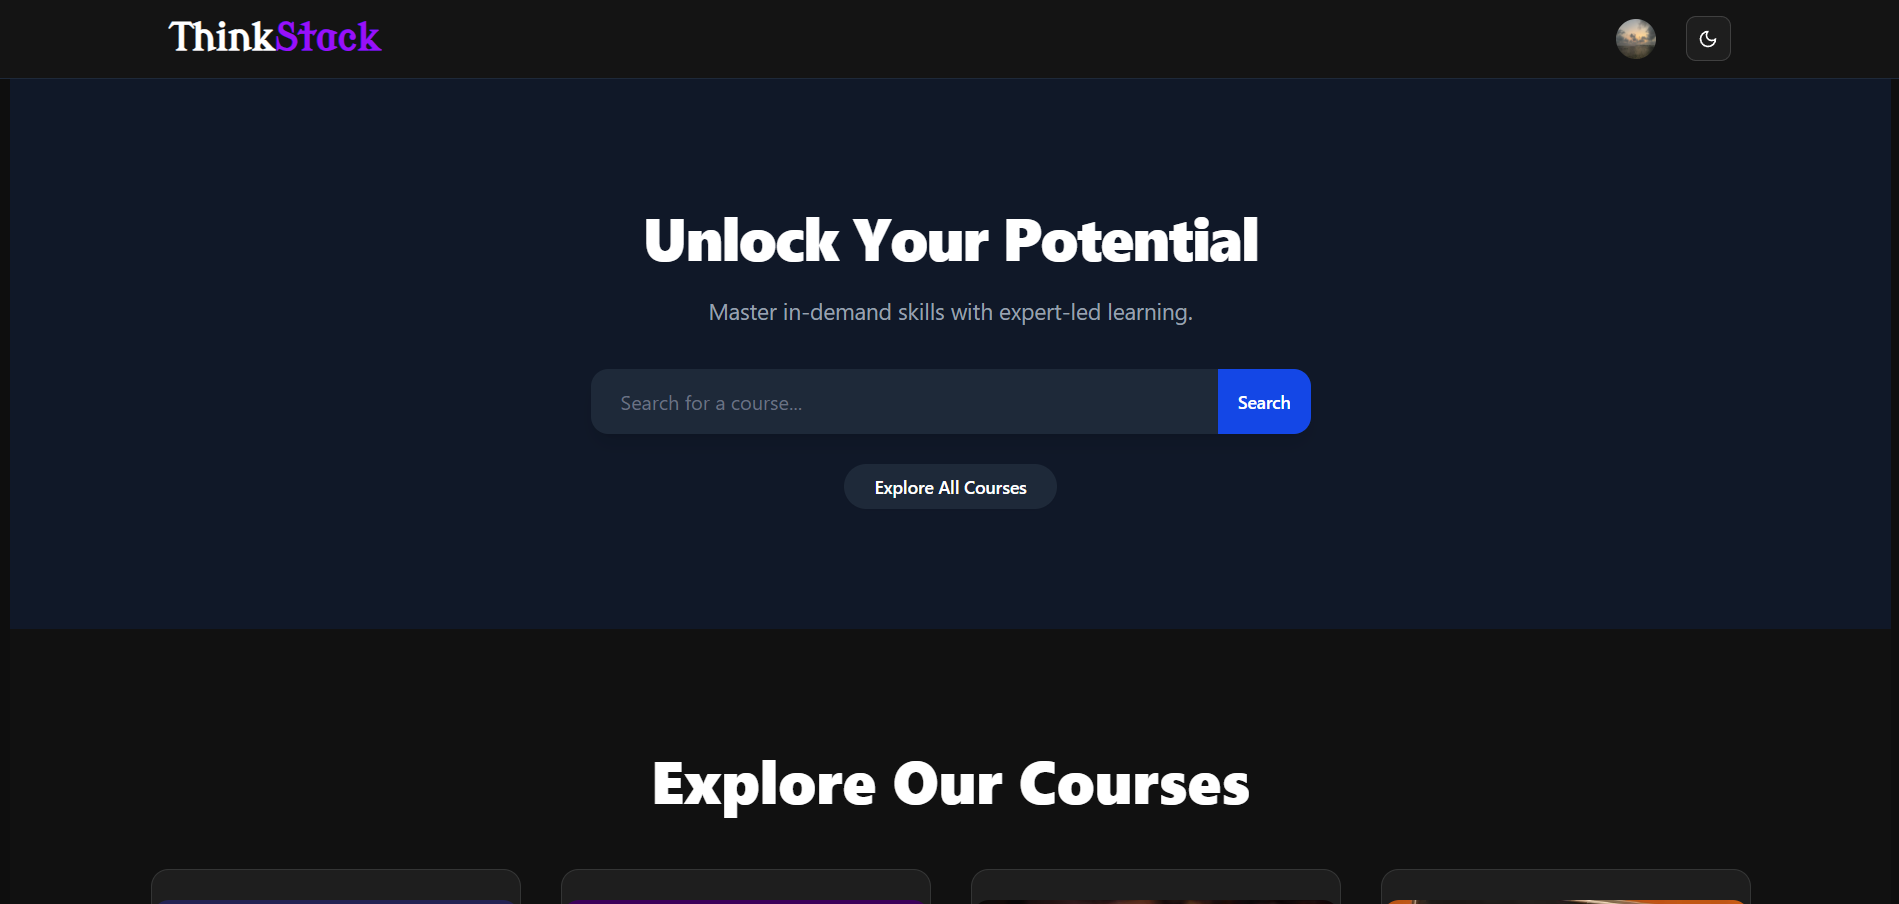 ThinkStack
Unlock Your Potential
Master in-demand skills with expert-led learning.
Search for a course...
Search
Explore All Courses
Explore Our Courses